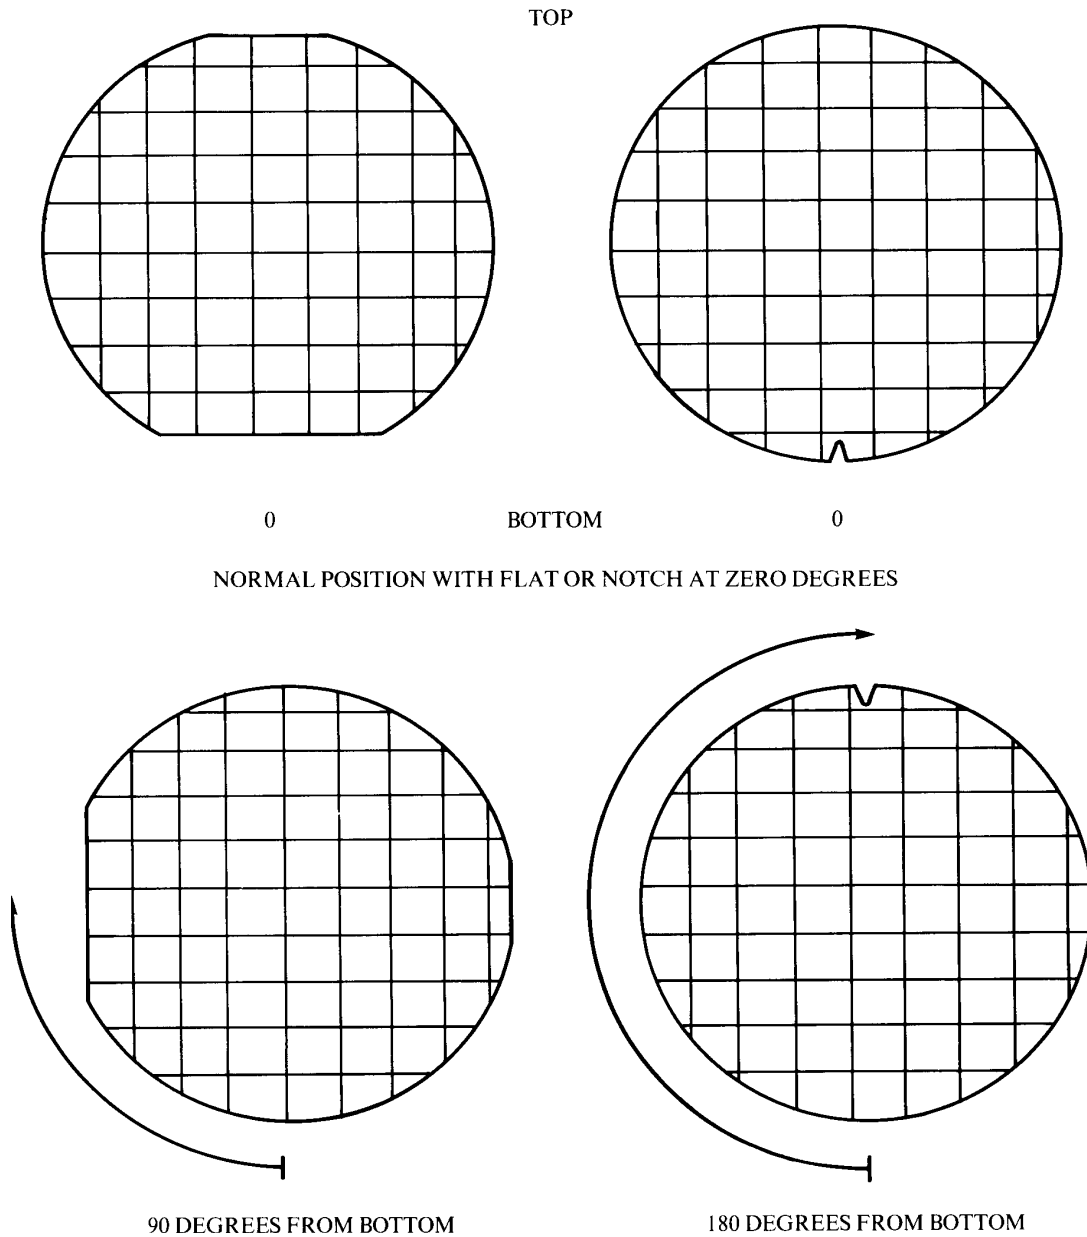 TOP
0
BOTTOM
0
NORMAL POSITION WITH FLAT OR NOTCH AT ZERO DEGREES
90 DEGREES FROM BOTTOM
180 DEGREES FROM BOTTOM